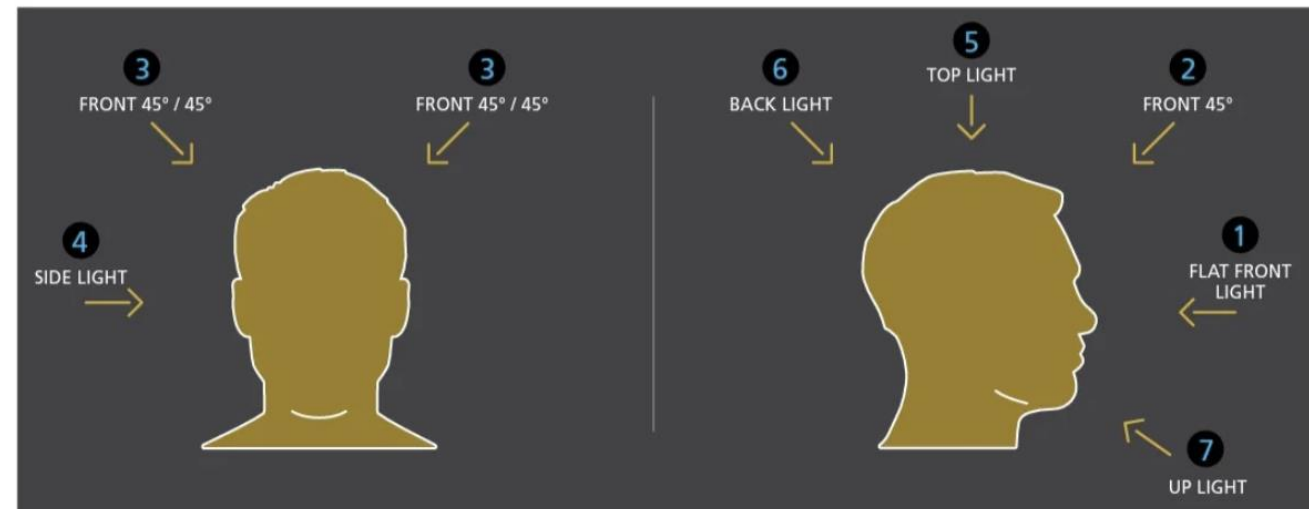 3
FRONT 45° / 45°
3
FRONT 45° / 45°
4
SIDE LIGHT
6
BACK LIGHT
5
TOP LIGHT
2
FRONT 45°
1
FLAT FRONT
LIGHT
7
UP LIGHT